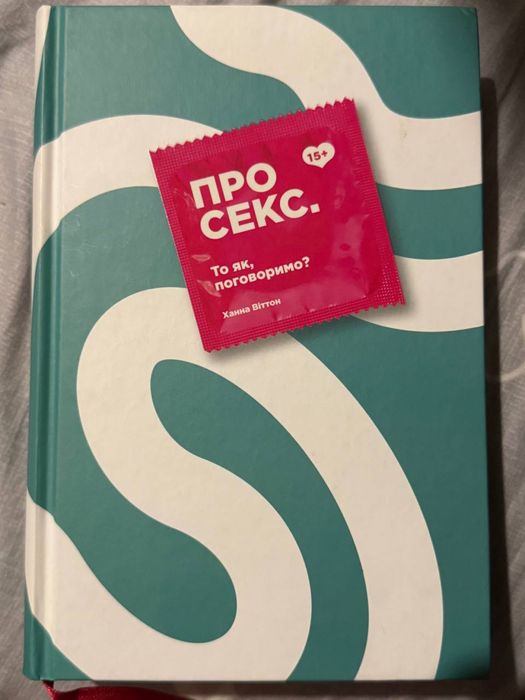 15+
ПРО
СЕКС.
То як,
поговоримо?
Ханна Віттон